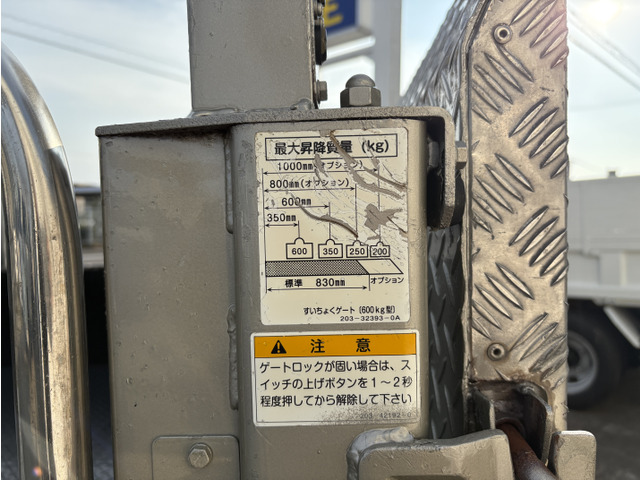 最大昇降質量 (kg)
1000mm(オプション)
800mm(オプション)
600mm
350mm
600 350 250 200
標準 830mm オプション
すいちょくゲート (600kg型)
203-32393-0A
注意
ゲートロックが固い場合は、ス
イッチの上げボタンを1~2秒
程度押してから解除して下さい
203-42192-0